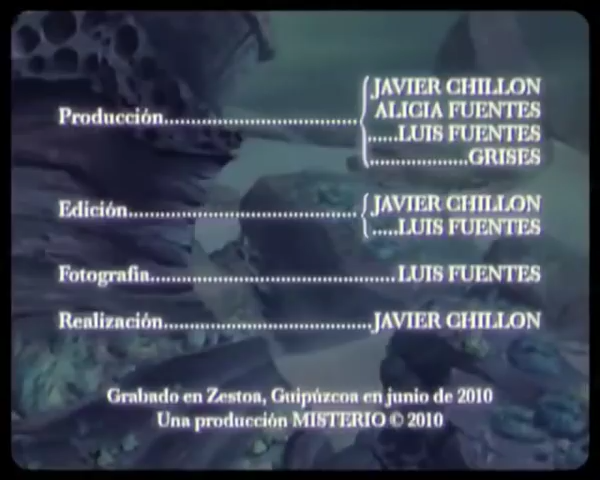 Producción.................................{JAVIER CHILLON
ALICIA FUENTES
.....LUIS FUENTES
.................GRISES
Edición.......................................{JAVIER CHILLON
.....LUIS FUENTES
Fotografia..........................................LUIS FUENTES
Realización....................................JAVIER CHILLON
Grabado en Zestoa, Guipúzcoa en junio de 2010
Una producción MISTERIO © 2010